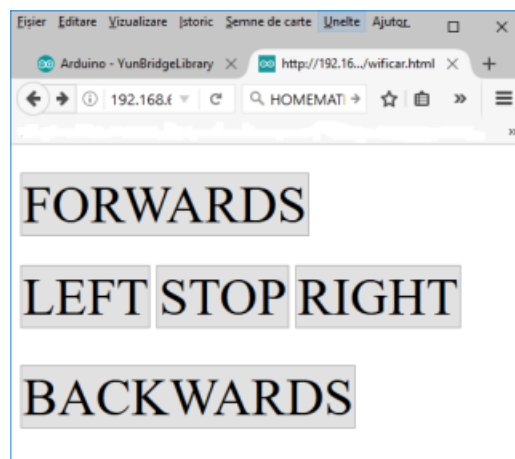 Fișier Editare Vizualizare Istoric Semne de carte Unelte Ajutor
Arduino - YunBridgeLibrary http://192.16.../wificar.html
192.168.6 HOMEMATI
FORWARDS
LEFT STOP RIGHT
BACKWARDS